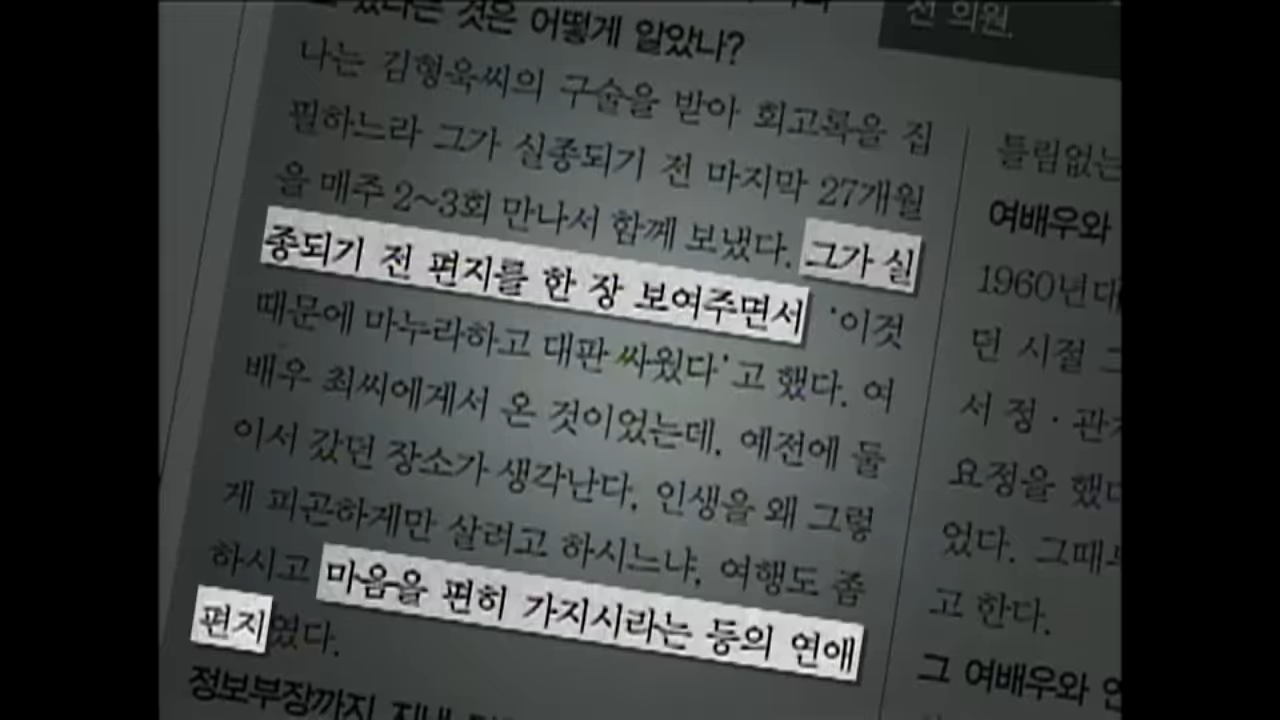 것은 어떻게 알았나?
나는 김형욱씨의 구술을 받아 회고록을 집
필하느라 그가 실종되기 전 마지막 27개월
을 매주 2~3회 만나서 함께 보냈다. 그가 실
종되기 전 편지를 한 장 보여주면서 '이것
때문에 마누라하고 대판 싸웠다'고 했다. 여
배우 최씨에게서 온 것이었는데, 예전에 둘
이서 갔던 장소가 생각난다, 인생을 왜 그렇
게 피곤하게만 살려고 하시느냐, 여행도 좀
하시고 마음을 편히 가지시라는 등의 연애
편지였다.
정보부장까지 지낸
전 의원.
틀림없는
여배우와
1960년대
던 시절 그
서 정·관
요정을 했다
었다. 그때
고 한다.
그 여배우와